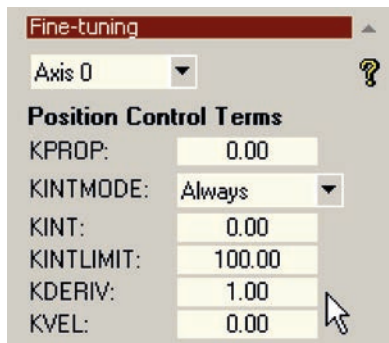 Fine-tuning
Axis 0
Position Control Terms
KPROP: 0.00
KINTMODE: Always
KINT: 0.00
KINTLIMIT: 100.00
KDERIV: 1.00
KVEL: 0.00